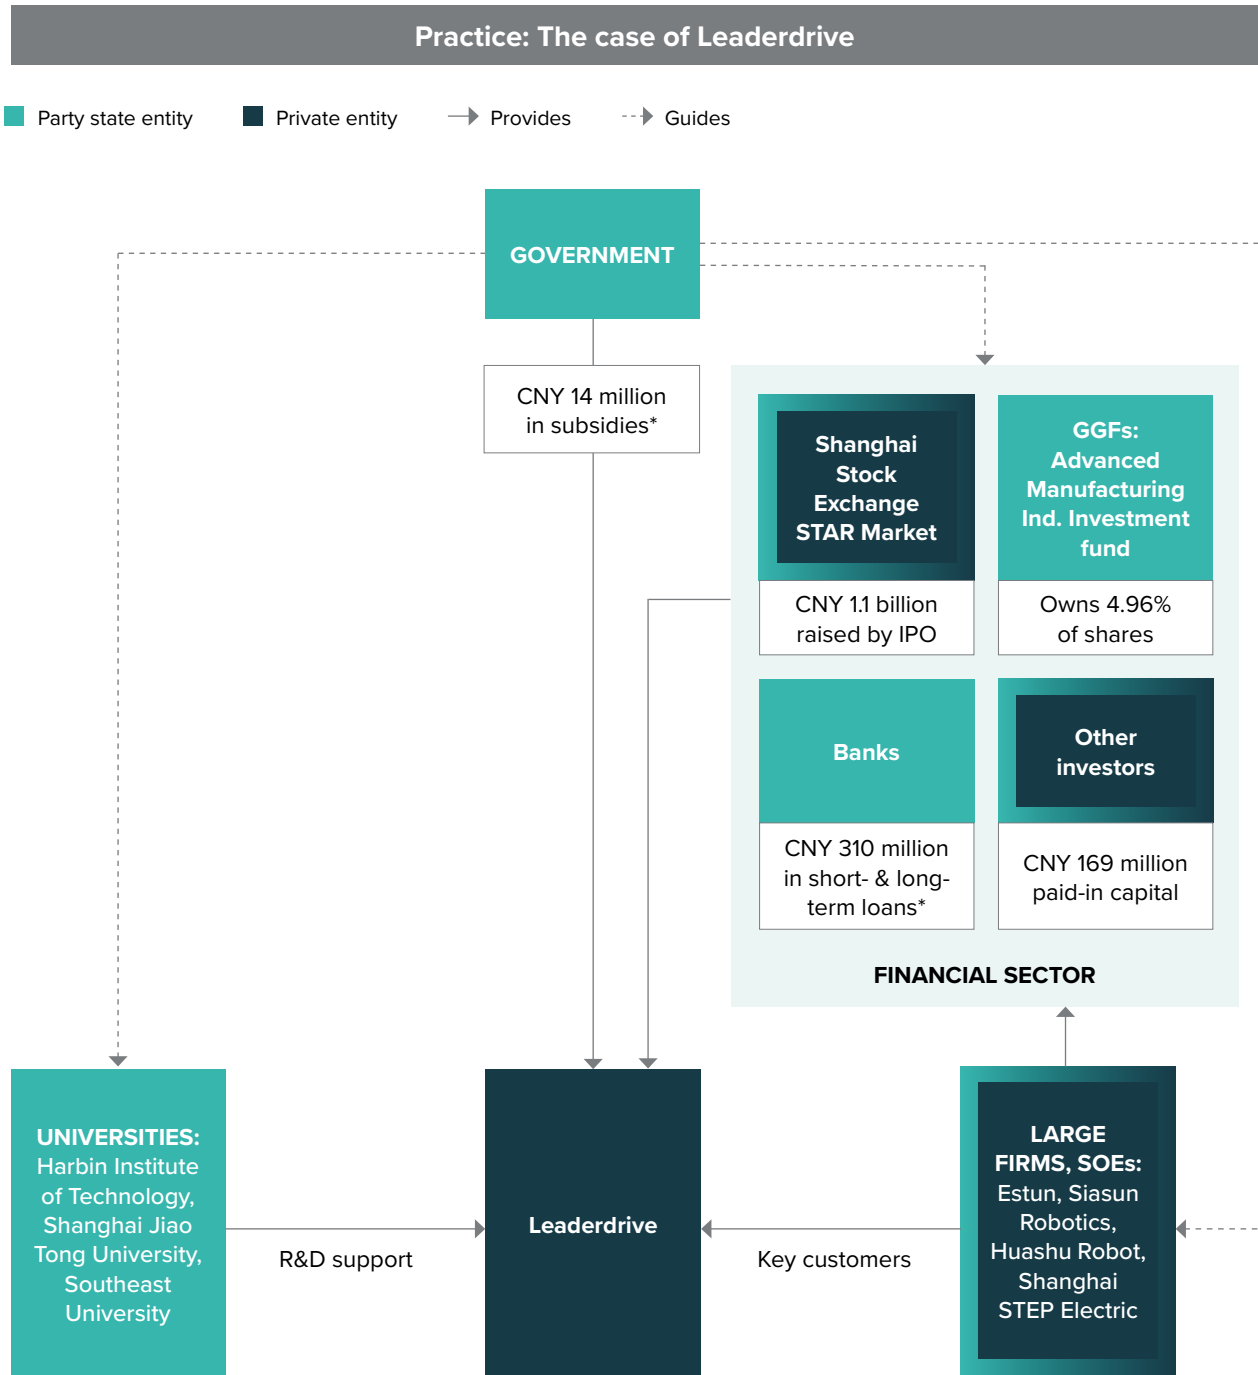 Practice: The case of Leaderdrive
Party state entity
Private entity
Provides
Guides
GOVERNMENT
CNY 14 million
in subsidies*
Shanghai
Stock
Exchange
STAR Market
CNY 1.1 billion
raised by IPO
GGFs:
Advanced
Manufacturing
Ind. Investment
fund
Owns 4.96%
of shares
Banks
CNY 310 million
in short- & long-
term loans*
Other
investors
CNY 169 million
paid-in capital
FINANCIAL SECTOR
UNIVERSITIES:
Harbin Institute
of Technology,
Shanghai Jiao
Tong University,
Southeast
University
R&D support
Leaderdrive
Key customers
LARGE
FIRMS, SOEs:
Estun, Siasun
Robotics,
Huashu Robot,
Shanghai
STEP Electric